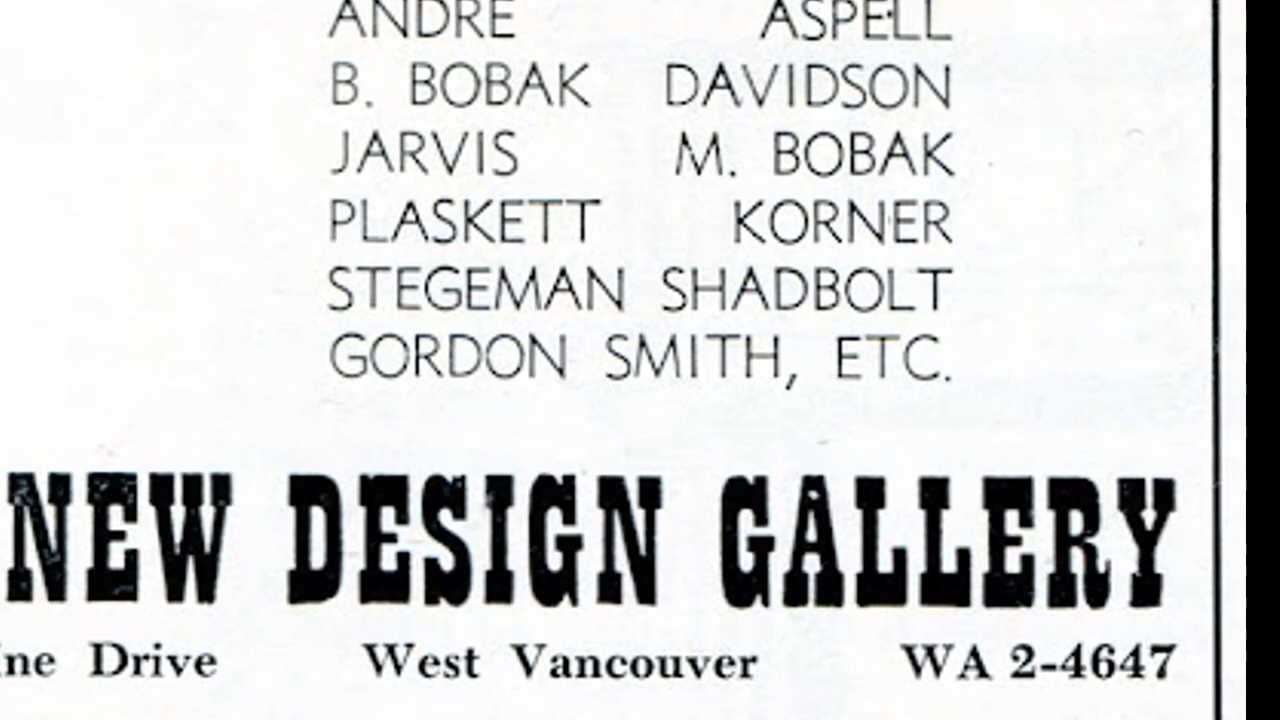 ANDRE ASPELL
B. BOBAK DAVIDSON
JARVIS M. BOBAK
PLASKETT KORNER
STEGEMAN SHADBOLT
GORDON SMITH, ETC.
NEW DESIGN GALLERY
ine Drive West Vancouver WA 2-4647